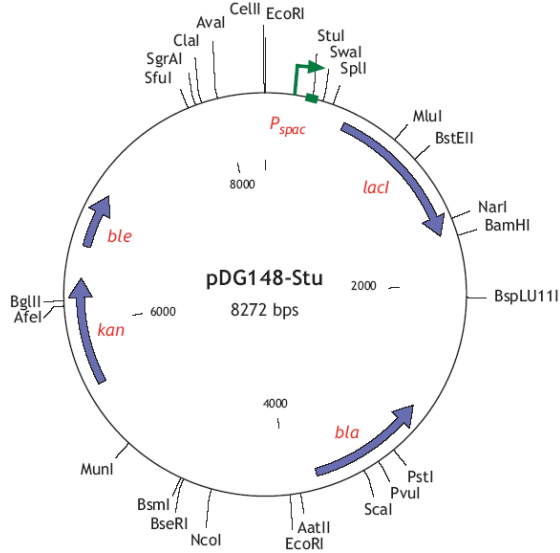 CelII
EcoRI
AvaI
ClaI
SgrAI
SfuI
StuI
SwaI
SplI
Pspac
MluI
BstEII
lacI
8000
NarI
BamHI
ble
pDG148-Stu
8272 bps
2000
BspLU11I
BglII
AfeI
6000
kan
4000
bla
MunI
PstI
PvuI
ScaI
BsmI
BseRI
NcoI
AatII
EcoRI